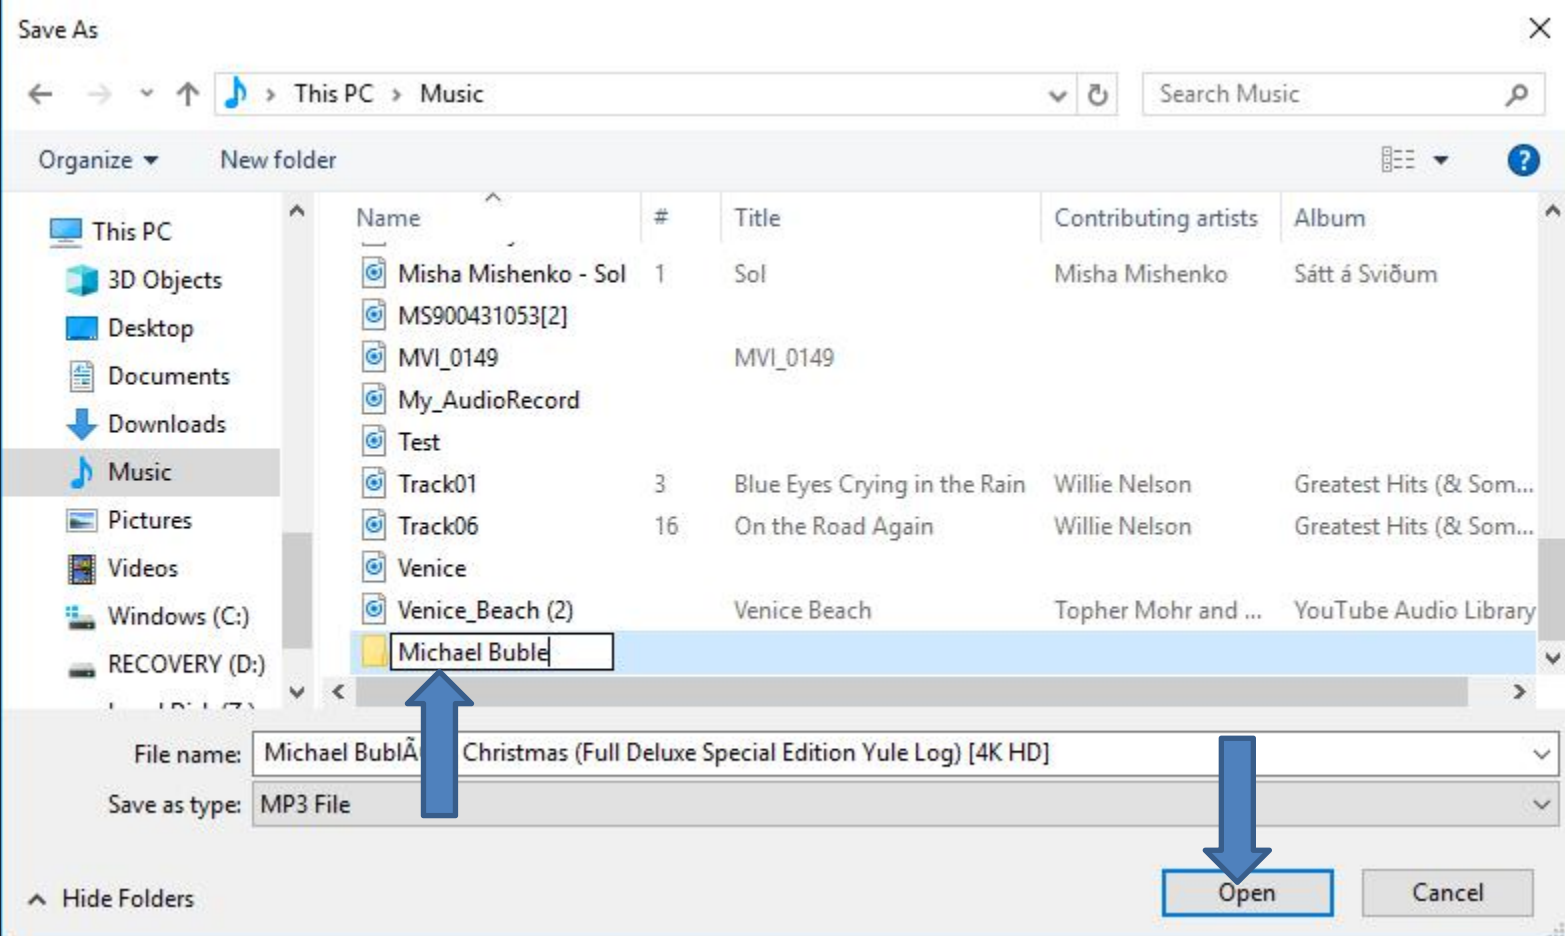 Save As
This PC > Music
Search Music
Organize
New folder
Name # Title Contributing artists Album
This PC
3D Objects
Desktop
Documents
Downloads
Music
Pictures
Videos
Windows (C:)
RECOVERY (D:)
Misha Mishenko - Sol 1 Sol Misha Mishenko Sátt á Sviðum
MS900431053[2]
MVI_0149 MVI_0149
My_AudioRecord
Test
Track01 3 Blue Eyes Crying in the Rain Willie Nelson Greatest Hits (& Som...
Track06 16 On the Road Again Willie Nelson Greatest Hits (& Som...
Venice
Venice_Beach (2) Venice Beach Topher Mohr and ... YouTube Audio Library
Michael Buble
File name: Michael BublÃ Christmas (Full Deluxe Special Edition Yule Log) [4K HD]
Save as type: MP3 File
Hide Folders
Open
Cancel